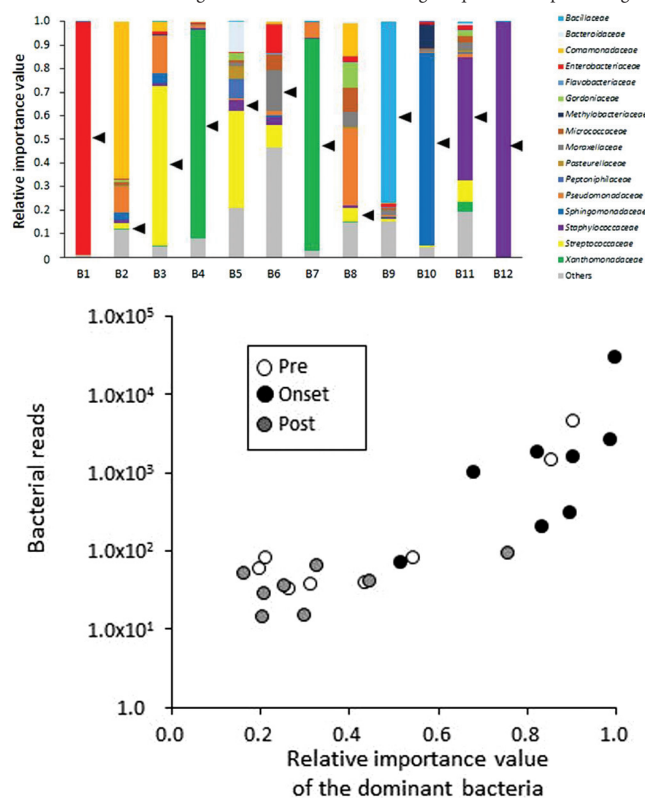 1.0
0.9
0.8
0.7
0.6
0.5
0.4
0.3
0.2
0.1
0.0
Relative importance value
B1 B2 B3 B4 B5 B6 B7 B8 B9 B10 B11 B12
Bacillaceae
Bacteroidaceae
Comamonadaceae
Enterobacteriaceae
Flavobacteriaceae
Gordoniaceae
Methylobacteriaceae
Micrococcaceae
Moraxellaceae
Pasteurellaceae
Peptoniphilaceae
Pseudomonadaceae
Sphingomonadaceae
Staphylococcaceae
Streptococcaceae
Xanthomonadaceae
Others
Bacterial reads
1.0x10⁵
1.0x10⁴
1.0x10³
1.0x10²
1.0x10¹
1.0
Pre
Onset
Post
0.0 0.2 0.4 0.6 0.8 1.0
Relative importance value
of the dominant bacteria